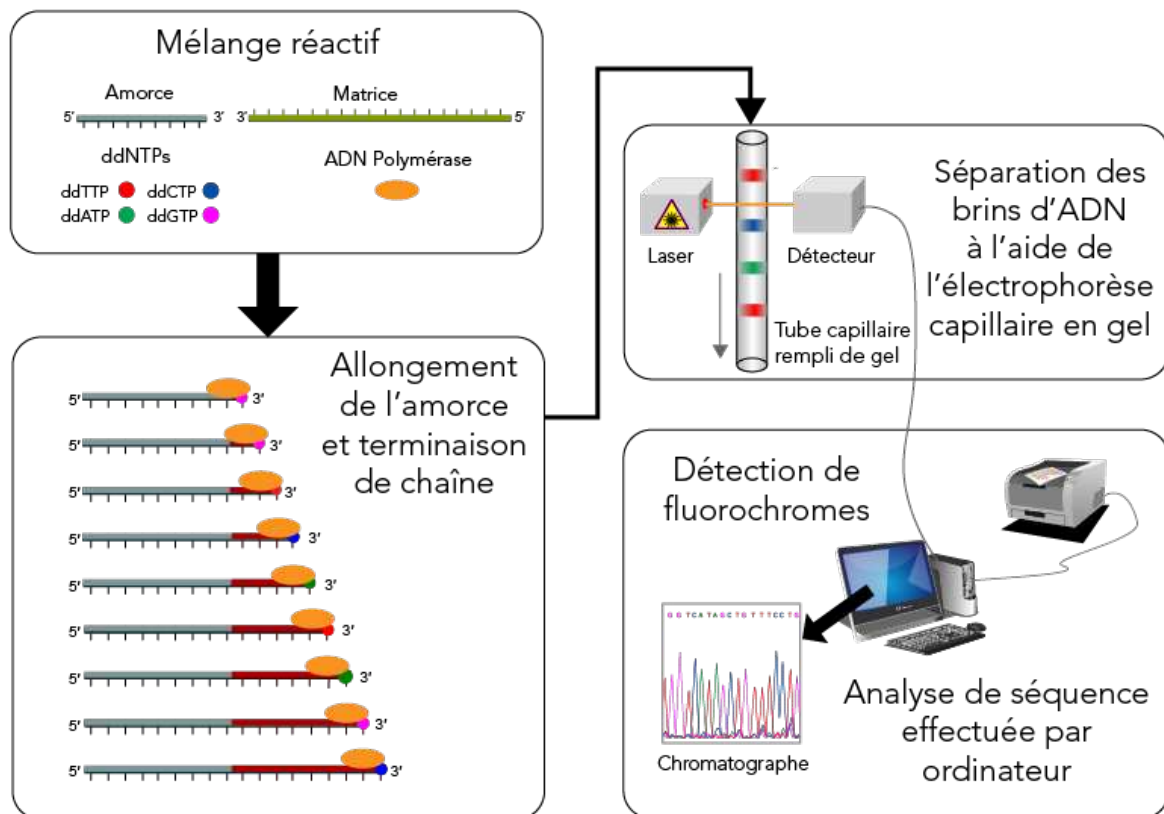 Mélange réactif
Amorce
Matrice
5′ 3′ 3′ 5′
ddNTPs
ADN Polymérase
ddTTP ddCTP
ddATP ddGTP
Allongement
de l'amorce
et terminaison
de chaîne
5′ 3′
5′ 3′
5′ 3′
5′ 3′
5′ 3′
5′ 3′
5′ 3′
5′ 3′
5′ 3′
Laser
Détecteur
Tube capillaire
rempli de gel
Séparation des
brins d'ADN
à l'aide de
l'électrophorèse
capillaire en gel
Détection de
fluorochromes
G G T C A T A G C T G T T T C C T G
Chromatographe
Analyse de séquence
effectuée par
ordinateur